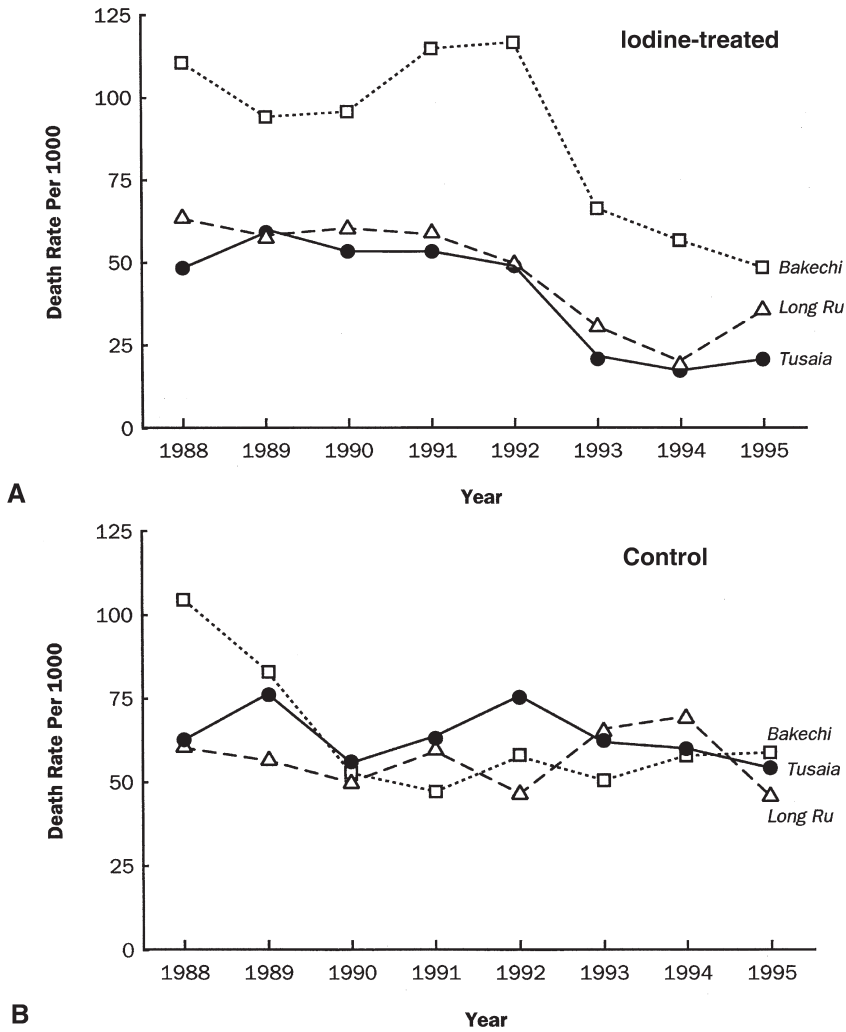 Iodine-treated
Death Rate Per 1000
125
100
75
50
25
0
Bakechi
Long Ru
Tusaia
1988 1989 1990 1991 1992 1993 1994 1995
Year
A
Control
Death Rate Per 1000
125
100
75
50
25
0
Bakechi
Tusaia
Long Ru
1988 1989 1990 1991 1992 1993 1994 1995
Year
B